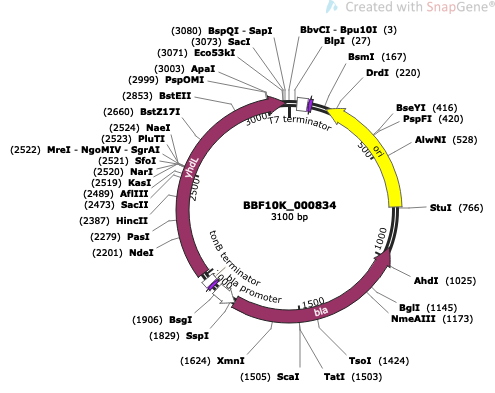 Created with SnapGene®
(3080) BspQI - SapI
(3073) SacI
(3071) Eco53kI
(3003) ApaI
(2999) PspOMI
(2853) BstEII
(2660) BstZ17I
(2524) NaeI
(2523) PluTI
(2522) MreI - NgoMIV - SgrAI
(2521) SfoI
(2520) NarI
(2519) KasI
(2489) AflIII
(2473) SacII
(2387) HincII
(2279) PasI
(2201) NdeI
(1906) BsgI
(1829) SspI
(1624) XmnI
(1505) ScaI
BbvCI - Bpu10I (3)
BlpI (27)
BsmI (167)
DrdI (220)
BseYI (416)
PspFI (420)
AlwNI (528)
StuI (766)
AhdI (1025)
BglI (1145)
NmeAIII (1173)
TsoI (1424)
TatI (1503)
T7 terminator
ori
yhdL
bla
tonB terminator
bla promoter
500
1000
1500
2500
3000
BBF10K_000834
3100 bp